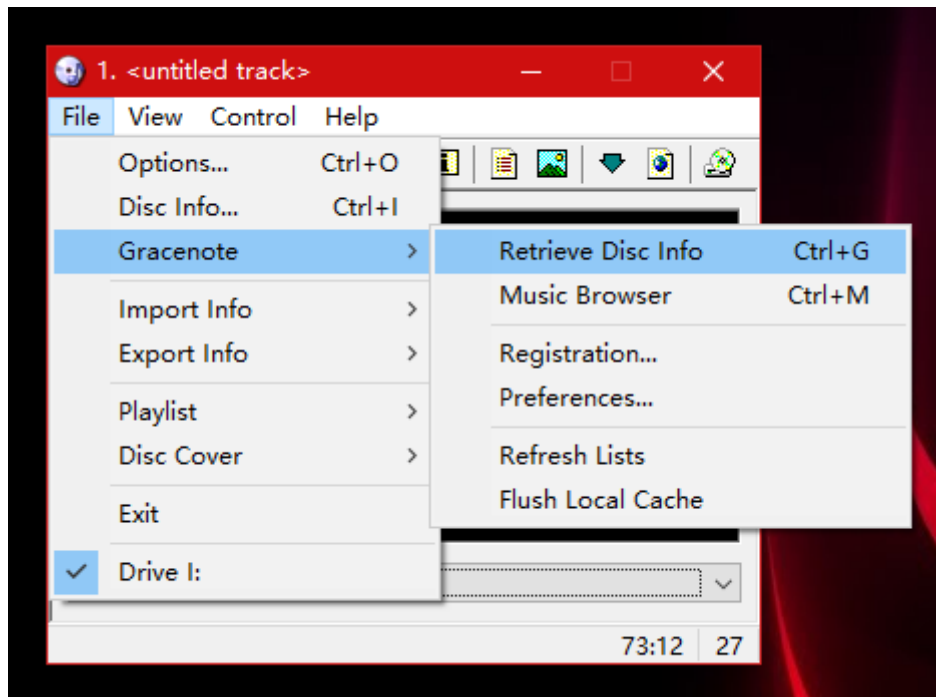 1. <untitled track>
File View Control Help
Options... Ctrl+O
Disc Info... Ctrl+I
Gracenote
Import Info
Export Info
Playlist
Disc Cover
Exit
Drive I:
Retrieve Disc Info Ctrl+G
Music Browser Ctrl+M
Registration...
Preferences...
Refresh Lists
Flush Local Cache
73:12 27